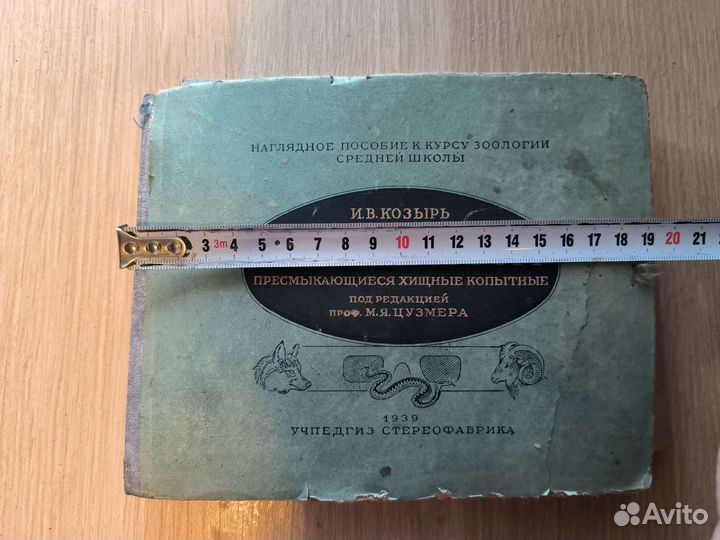 НАГЛЯДНОЕ ПОСОБИЕ К КУРСУ ЗООЛОГИИ
СРЕДНЕЙ ШКОЛЫ
И.В.КОЗЫРЬ
3 3m 4 5 6 7 8 9 10 11 12 13 14 15 16 17 18 19 20 21
ПРЕСМЫКАЮЩИЕСЯ ХИЩНЫЕ КОПЫТНЫЕ
ПОД РЕДАКЦИЕЙ
ПРОФ. М.Я.ЦУЗМЕРА
1939
УЧПЕДГИЗ СТЕРЕОФАБРИКА
Avito